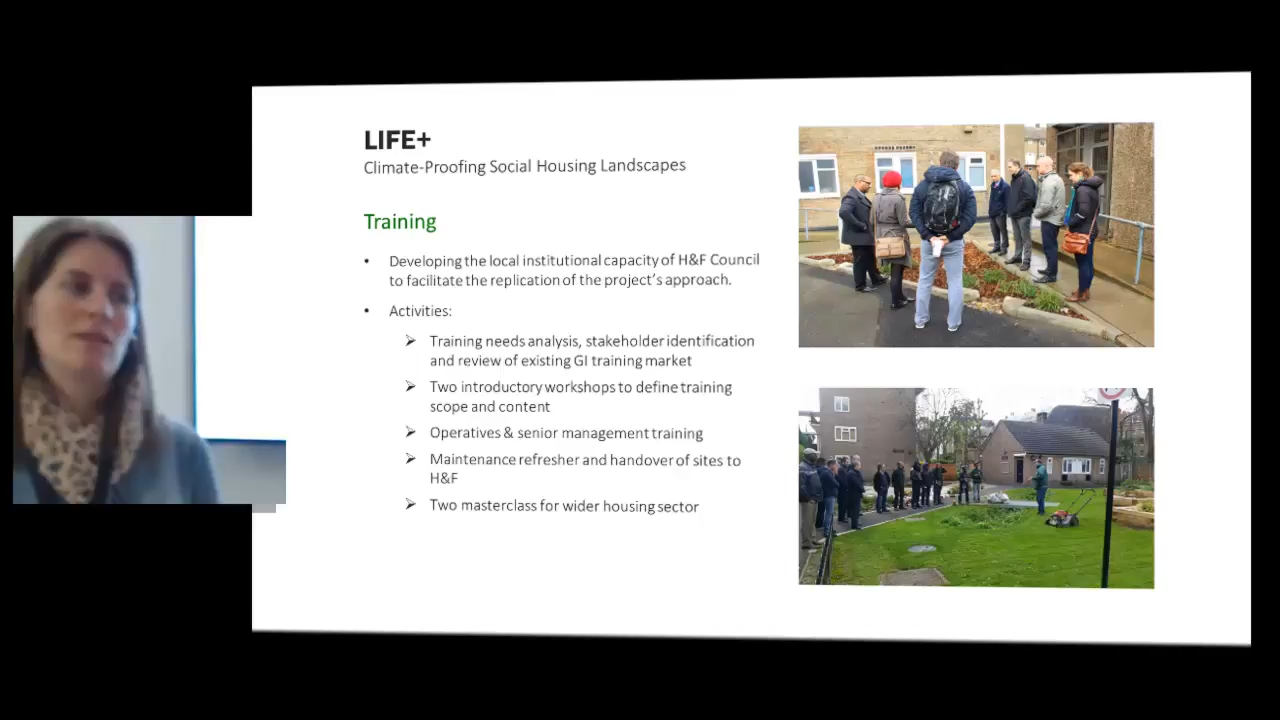 LIFE+
Climate-Proofing Social Housing Landscapes
Training
• Developing the local institutional capacity of H&F Council
to facilitate the replication of the project's approach.
• Activities:
➢ Training needs analysis, stakeholder identification
and review of existing GI training market
➢ Two introductory workshops to define training
scope and content
➢ Operatives & senior management training
➢ Maintenance refresher and handover of sites to
H&F
➢ Two masterclass for wider housing sector